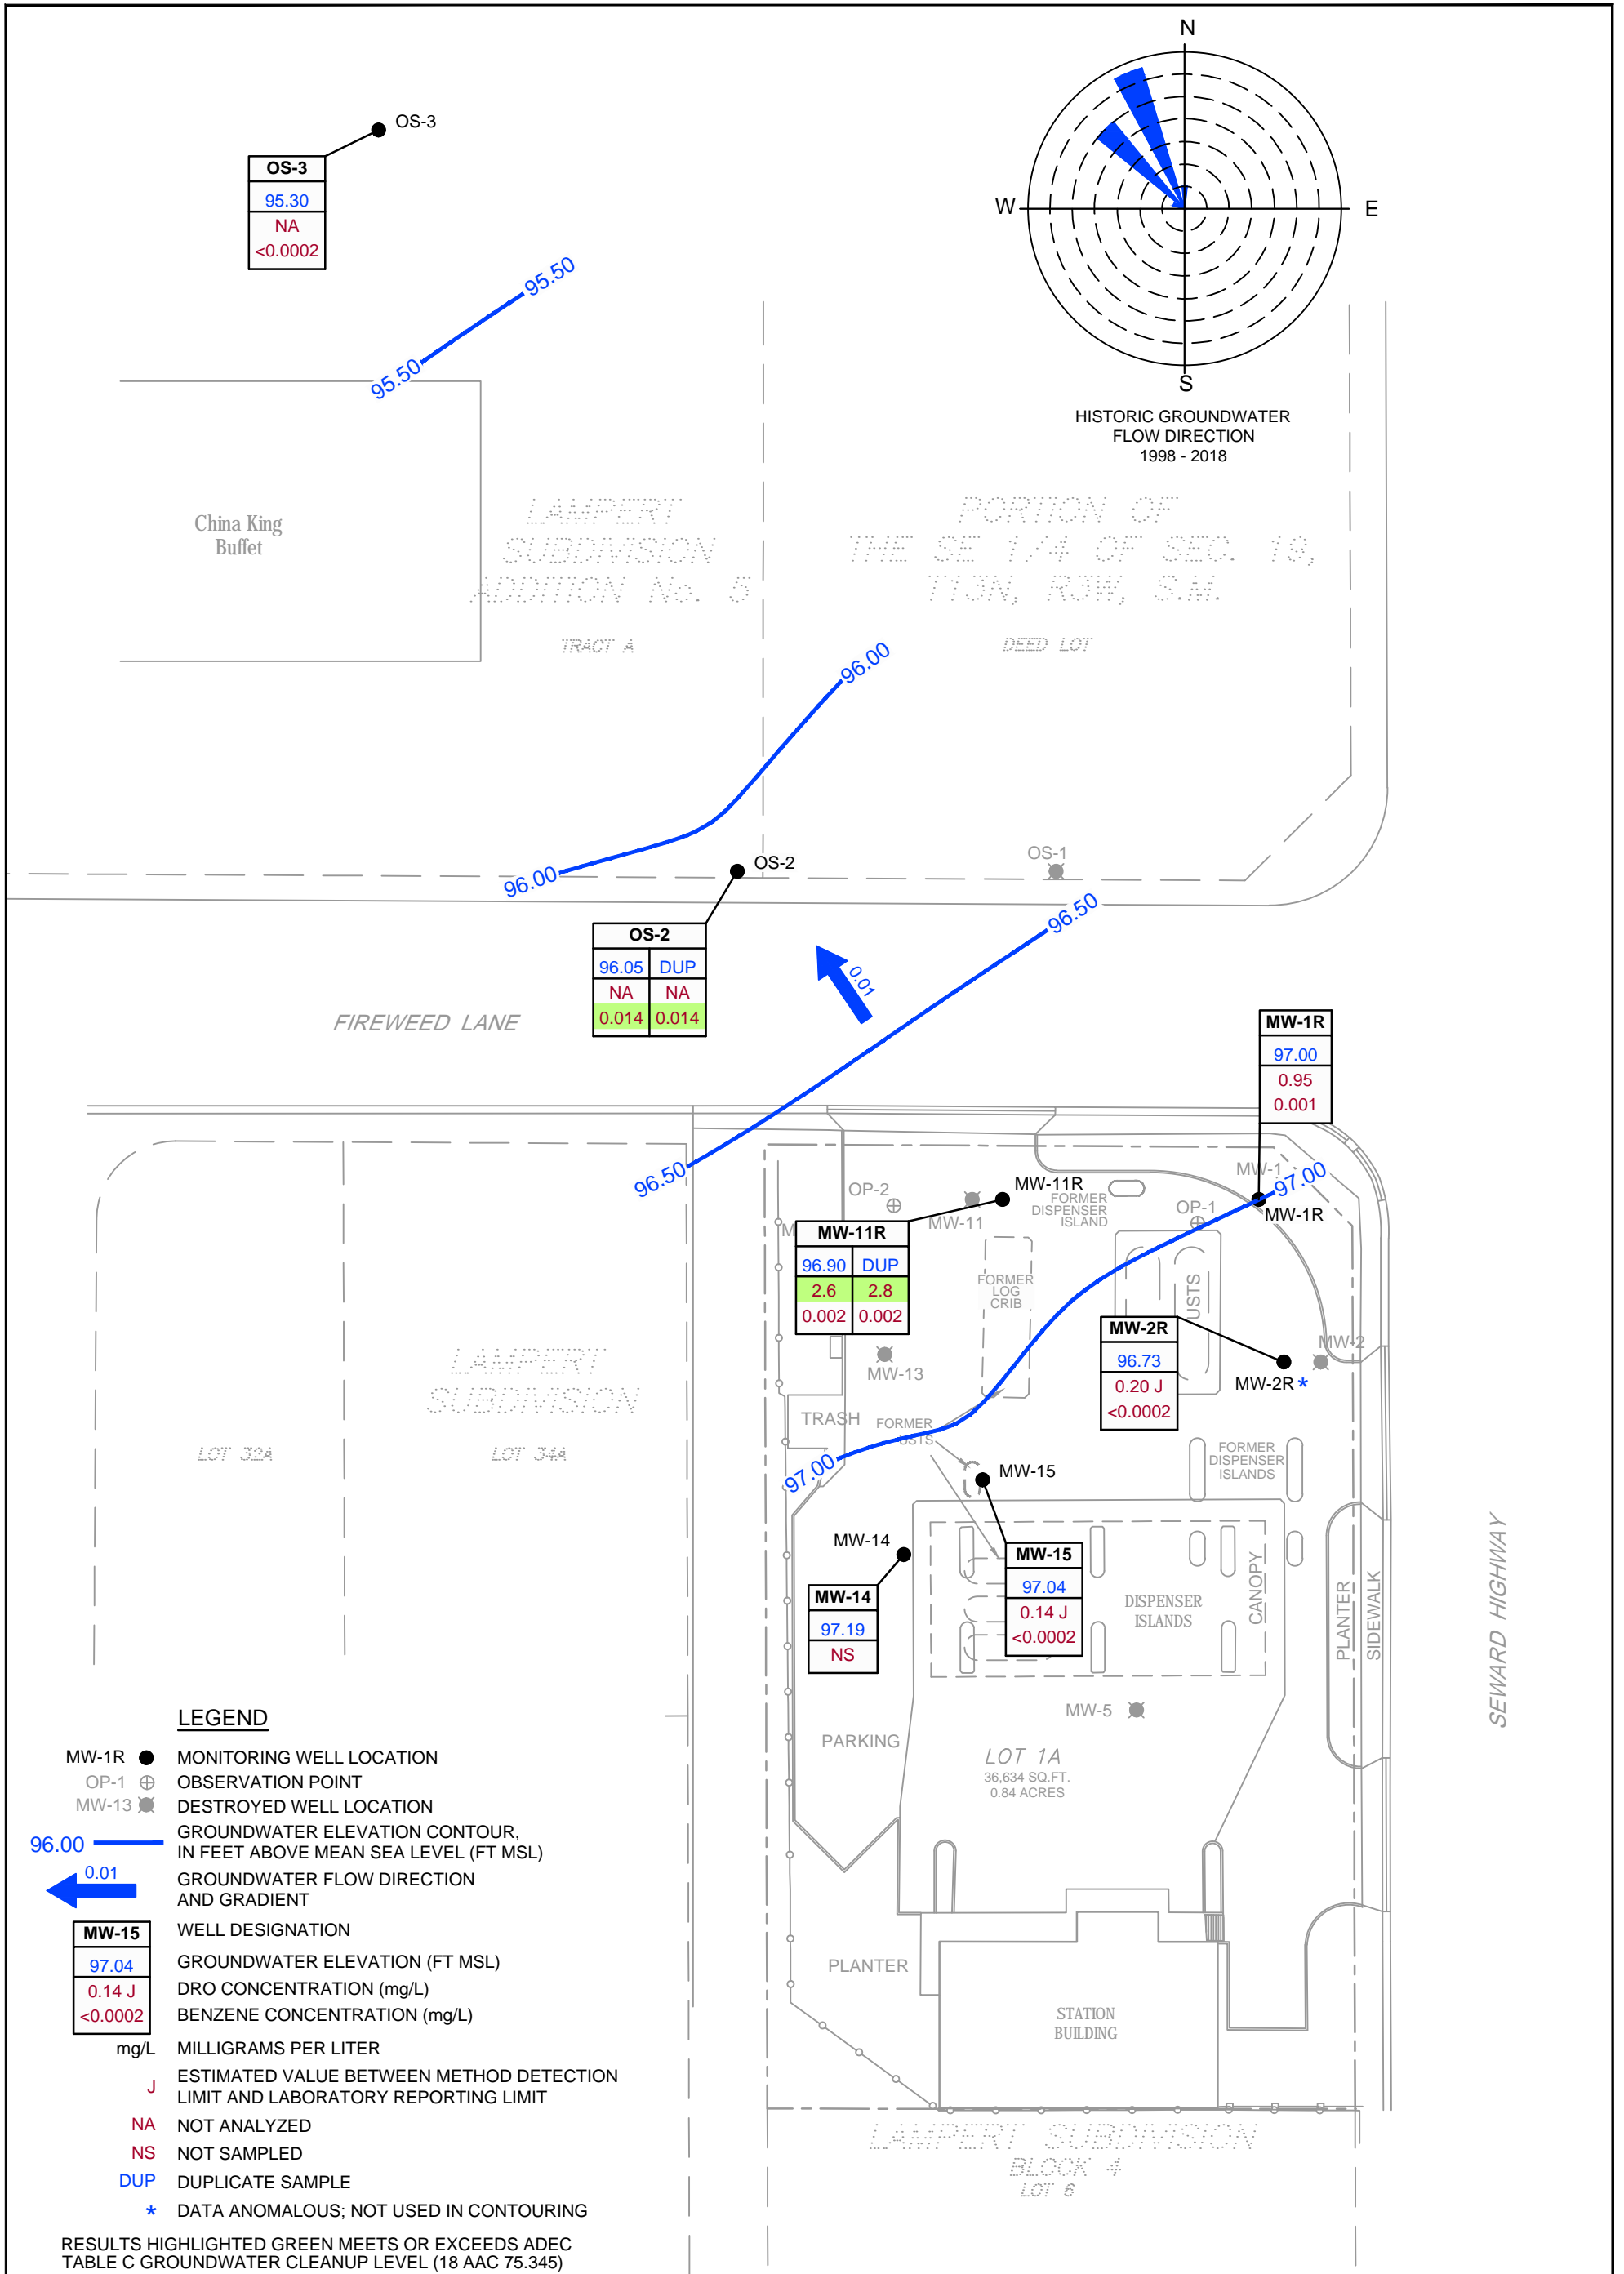 N
W
E
S
HISTORIC GROUNDWATER
FLOW DIRECTION
1998 - 2018
OS-3
OS-3
95.30
NA
<0.0002
95.50
95.50
China King
Buffet
LAMPERT
SUBDIVISION
ADDITION No. 5
TRACT A
PORTION OF
THE SE 1/4 OF SEC. 18,
T13N, R3W, S.M.
DEED LOT
96.00
96.00
OS-2
OS-1
OS-2
96.05 DUP
NA NA
0.014 0.014
96.50
0.01
FIREWEED LANE
MW-1R
97.00
0.95
0.001
96.50
MW-1
97.00
MW-1R
OP-1
MW-11R
FORMER
DISPENSER
ISLAND
OP-2
MW-11
M
MW-11R
96.90 DUP
2.6 2.8
0.002 0.002
FORMER
LOG
CRIB
USTS
MW-2R
96.73
0.20 J
<0.0002
MW-2
MW-2R *
MW-13
TRASH
FORMER
USTS
97.00
MW-15
FORMER
DISPENSER
ISLANDS
LAMPERT
SUBDIVISION
LOT 32A
LOT 34A
MW-14
MW-14
97.19
NS
MW-15
97.04
0.14 J
<0.0002
DISPENSER
ISLANDS
CANOPY
PLANTER
SIDEWALK
SEWARD HIGHWAY
MW-5
PARKING
LOT 1A
36,634 SQ.FT.
0.84 ACRES
PLANTER
STATION
BUILDING
LAMPERT SUBDIVISION
BLOCK 4
LOT 6
LEGEND
MW-1R MONITORING WELL LOCATION
OP-1 OBSERVATION POINT
MW-13 DESTROYED WELL LOCATION
96.00 GROUNDWATER ELEVATION CONTOUR,
IN FEET ABOVE MEAN SEA LEVEL (FT MSL)
0.01 GROUNDWATER FLOW DIRECTION
AND GRADIENT
MW-15 WELL DESIGNATION
97.04 GROUNDWATER ELEVATION (FT MSL)
0.14 J DRO CONCENTRATION (mg/L)
<0.0002 BENZENE CONCENTRATION (mg/L)
mg/L MILLIGRAMS PER LITER
J ESTIMATED VALUE BETWEEN METHOD DETECTION
LIMIT AND LABORATORY REPORTING LIMIT
NA NOT ANALYZED
NS NOT SAMPLED
DUP DUPLICATE SAMPLE
* DATA ANOMALOUS; NOT USED IN CONTOURING
RESULTS HIGHLIGHTED GREEN MEETS OR EXCEEDS ADEC
TABLE C GROUNDWATER CLEANUP LEVEL (18 AAC 75.345)